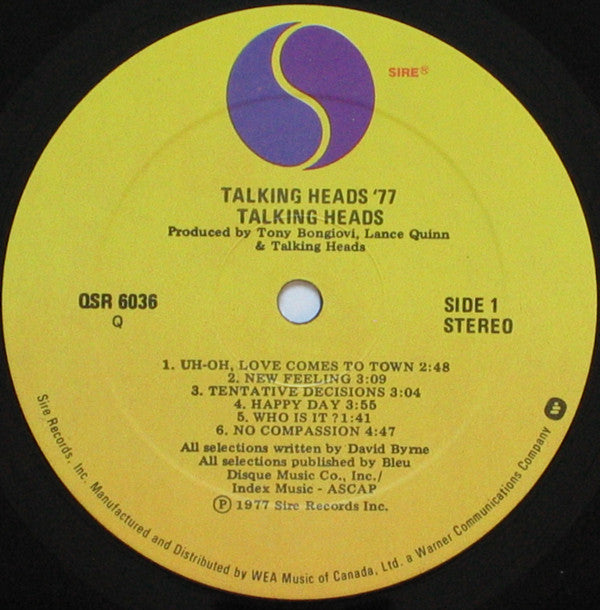 SIRE®
TALKING HEADS '77
TALKING HEADS
Produced by Tony Bongiovi, Lance Quinn
& Talking Heads
QSR 6036
Q
SIDE 1
STEREO
1. UH-OH, LOVE COMES TO TOWN 2:48
2. NEW FEELING 3:09
3. TENTATIVE DECISIONS 3:04
4. HAPPY DAY 3:55
5. WHO IS IT ? 1:41
6. NO COMPASSION 4:47
All selections written by David Byrne
All selections published by Bleu
Disque Music Co., Inc./
Index Music - ASCAP
℗ 1977 Sire Records Inc.
Sire Records, Inc. Manufactured and Distributed by WEA Music of Canada, Ltd. a Warner Communications Company